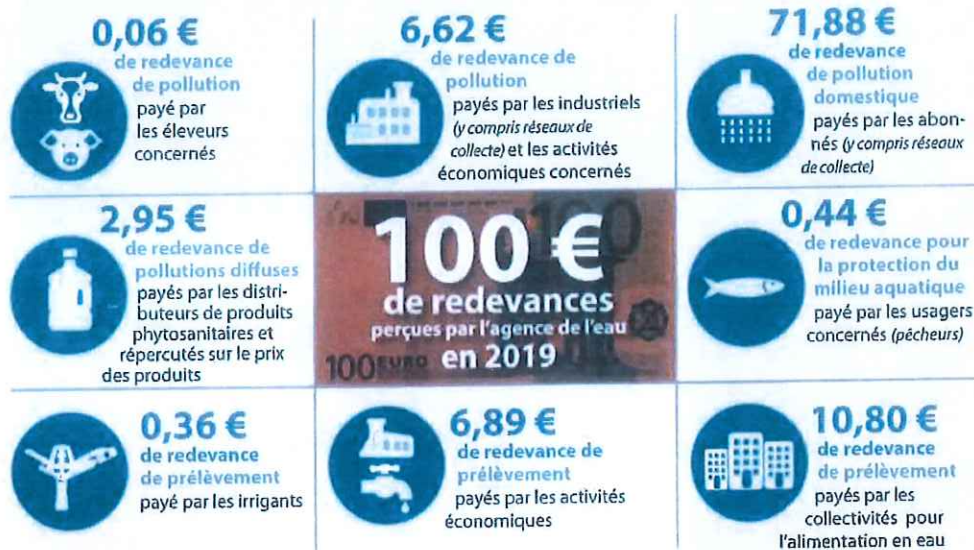 0,06 €
de redevance
de pollution
payé par
les éleveurs
concernés
6,62 €
de redevance de
pollution
payés par les industriels
(y compris réseaux de
collecte) et les activités
économiques concernés
71,88 €
de redevance
de pollution
domestique
payés par les abon-
nés (y compris réseaux
de collecte)
2,95 €
de redevance de
pollutions diffuses
payés par les distri-
buteurs de produits
phytosanitaires et
répercutés sur le prix
des produits
100 €
de redevances
perçues par l'agence de l'eau
en 2019
100 EURO
0,44 €
de redevance pour
la protection du
milieu aquatique
payé par les usagers
concernés (pêcheurs)
0,36 €
de redevance
de prélèvement
payé par les irrigants
6,89 €
de redevance de
prélèvement
payés par les activités
économiques
10,80 €
de redevance
de prélèvement
payés par les
collectivités pour
l'alimentation en eau